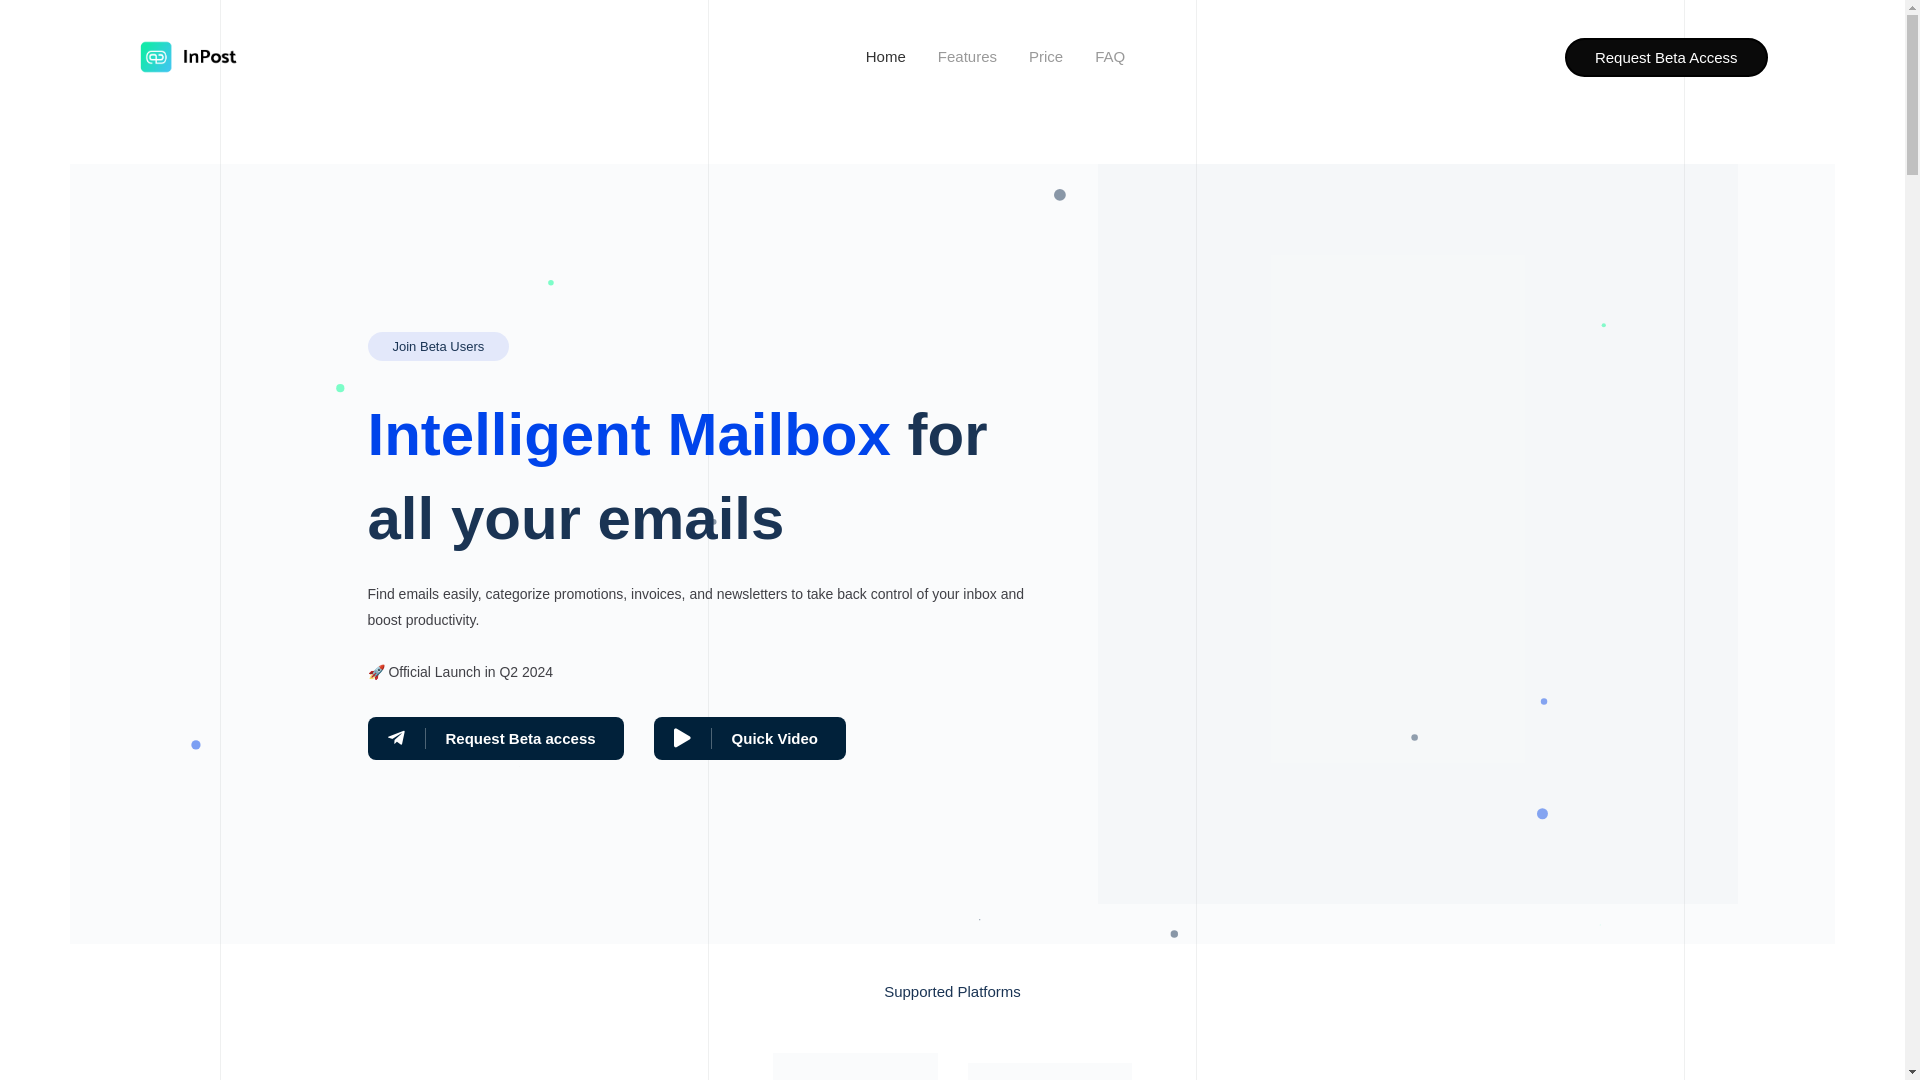 InPost
Home
Features
Price
FAQ
Request Beta Access
Join Beta Users
Intelligent Mailbox for
all your emails
Find emails easily, categorize promotions, invoices, and newsletters to take back control of your inbox and
boost productivity.
🚀 Official Launch in Q2 2024
Request Beta access
Quick Video
Supported Platforms